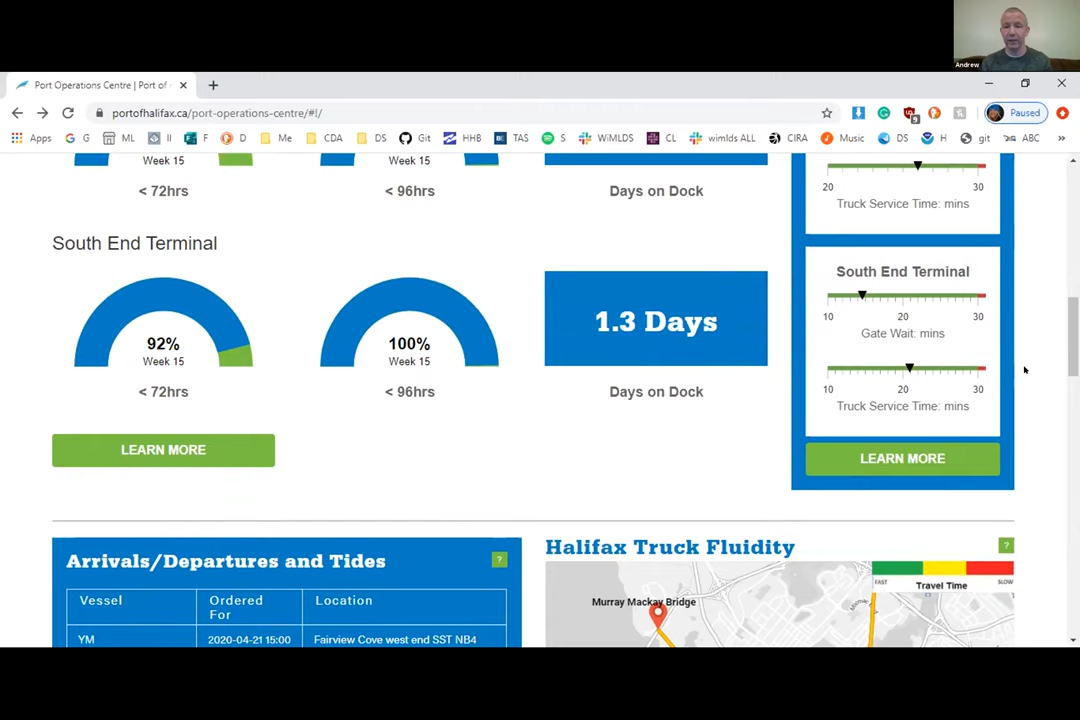 Andrew
Port Operations Centre | Port of
portofhalifax.ca/port-operations-centre/#!/
Paused
Apps G ML II F D Me CDA DS Git HHB TAS S WiMLDS CL wimlds ALL CIRA Music DS H git ABC
Week 15
Week 15
< 72hrs
< 96hrs
Days on Dock
20 30
Truck Service Time: mins
South End Terminal
92%
Week 15
< 72hrs
100%
Week 15
< 96hrs
1.3 Days
Days on Dock
South End Terminal
10 20 30
Gate Wait: mins
10 20 30
Truck Service Time: mins
LEARN MORE
LEARN MORE
Arrivals/Departures and Tides
?
Vessel
Ordered
For
Location
YM 2020-04-21 15:00 Fairview Cove west end SST NB4
Halifax Truck Fluidity
?
FAST Travel Time SLOW
Murray Mackay Bridge